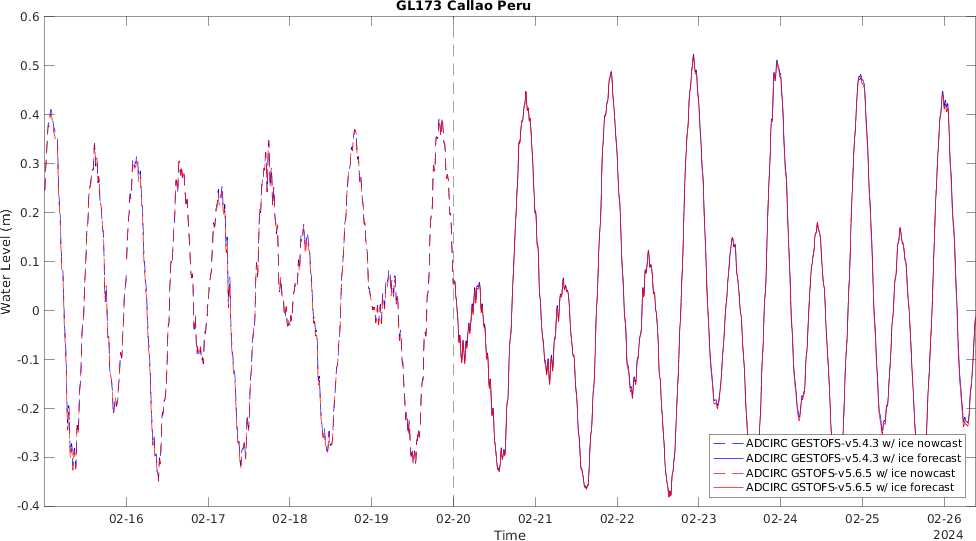 GL173 Callao Peru
0.6
0.5
0.4
0.3
0.2
0.1
0
-0.1
-0.2
-0.3
-0.4
Water Level (m)
ADCIRC GESTOFS-v5.4.3 w/ ice nowcast
ADCIRC GESTOFS-v5.4.3 w/ ice forecast
ADCIRC GSTOFS-v5.6.5 w/ ice nowcast
ADCIRC GSTOFS-v5.6.5 w/ ice forecast
02-16 02-17 02-18 02-19 02-20 02-21 02-22 02-23 02-24 02-25 02-26
Time
2024